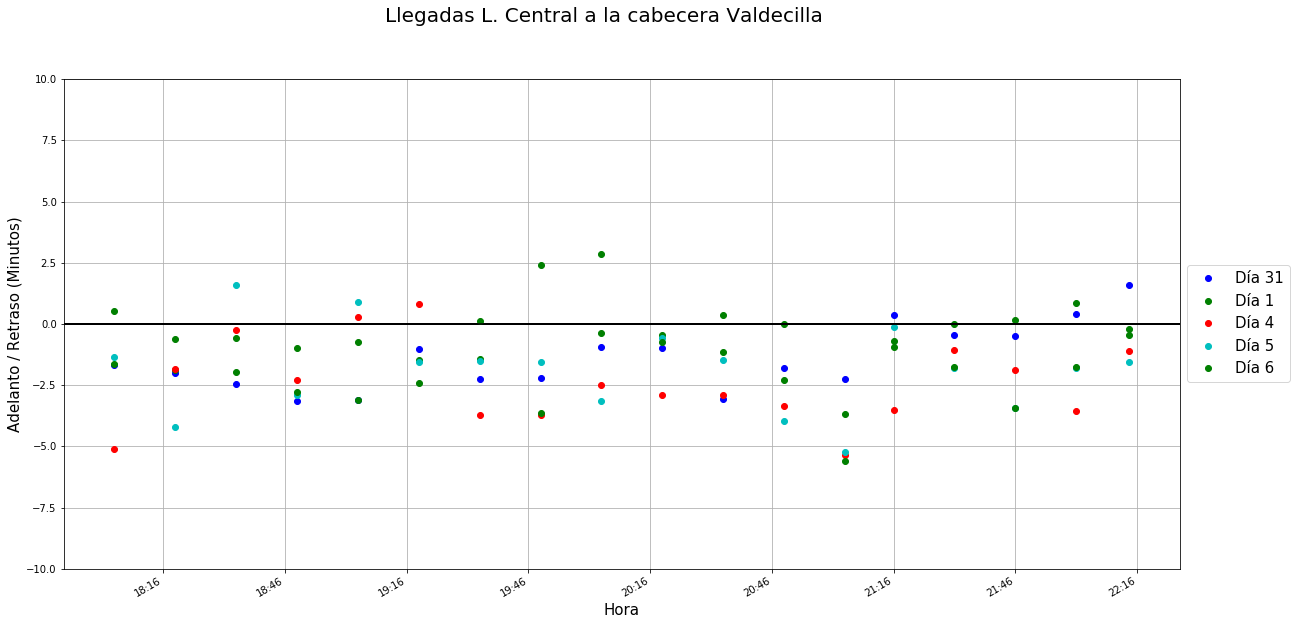 Llegadas L. Central a la cabecera Valdecilla
Adelanto / Retraso (Minutos)
10.0
7.5
5.0
2.5
0.0
−2.5
−5.0
−7.5
−10.0
18:16
18:46
19:16
19:46
20:16
20:46
21:16
21:46
22:16
Hora
Día 31
Día 1
Día 4
Día 5
Día 6